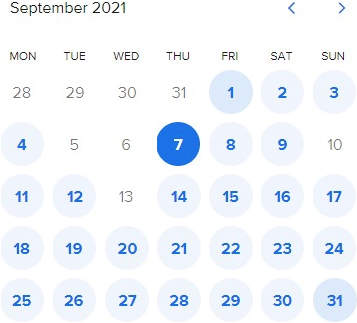 September 2021
MON TUE WED THU FRI SAT SUN
28 29 30 31 1 2 3
4 5 6 7 8 9 10
11 12 13 14 15 16 17
18 19 20 21 22 23 24
25 26 27 28 29 30 31